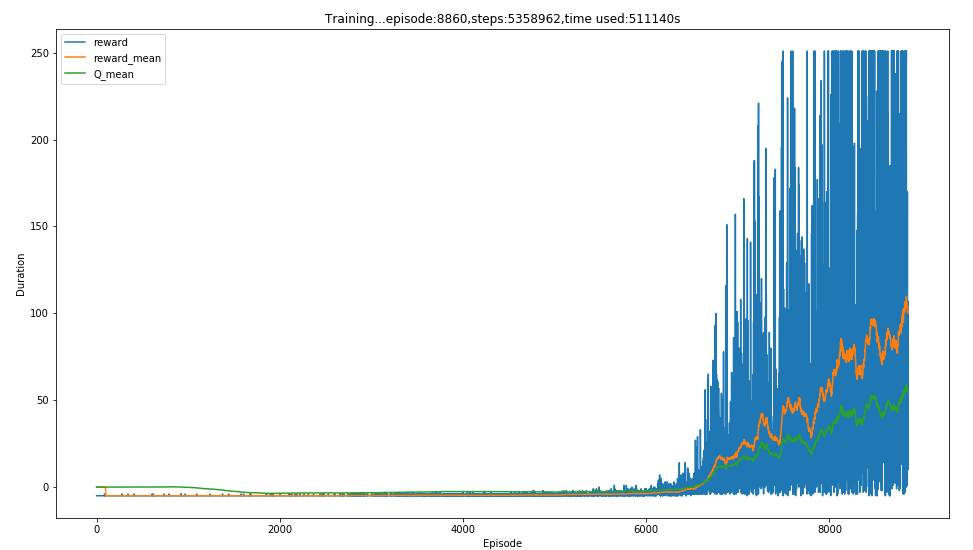 Training...episode:8860,steps:5358962,time used:511140s
reward
reward_mean
Q_mean
250
200
150
100
50
0
Duration
0 2000 4000 6000 8000
Episode